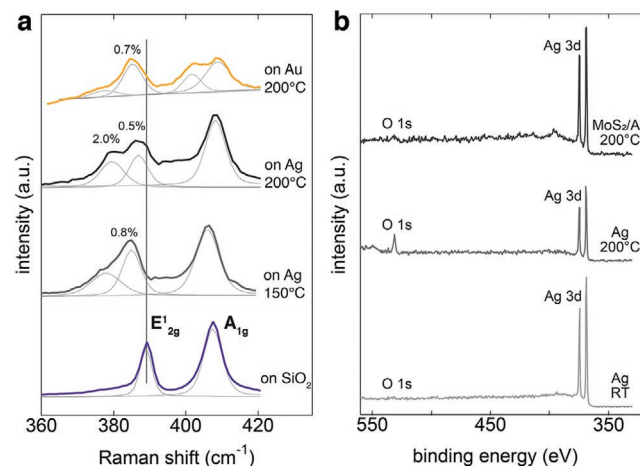 a
0.7%
on Au
200°C
0.5%
2.0%
on Ag
200°C
0.8%
on Ag
150°C
E¹₂g
A₁g
on SiO₂
360 380 400 420
Raman shift (cm⁻¹)
intensity (a.u.)
b
Ag 3d
O 1s
MoS₂/A
200°C
Ag 3d
O 1s
Ag
200°C
Ag 3d
O 1s
Ag
RT
550 450 350
binding energy (eV)
intensity (a.u.)